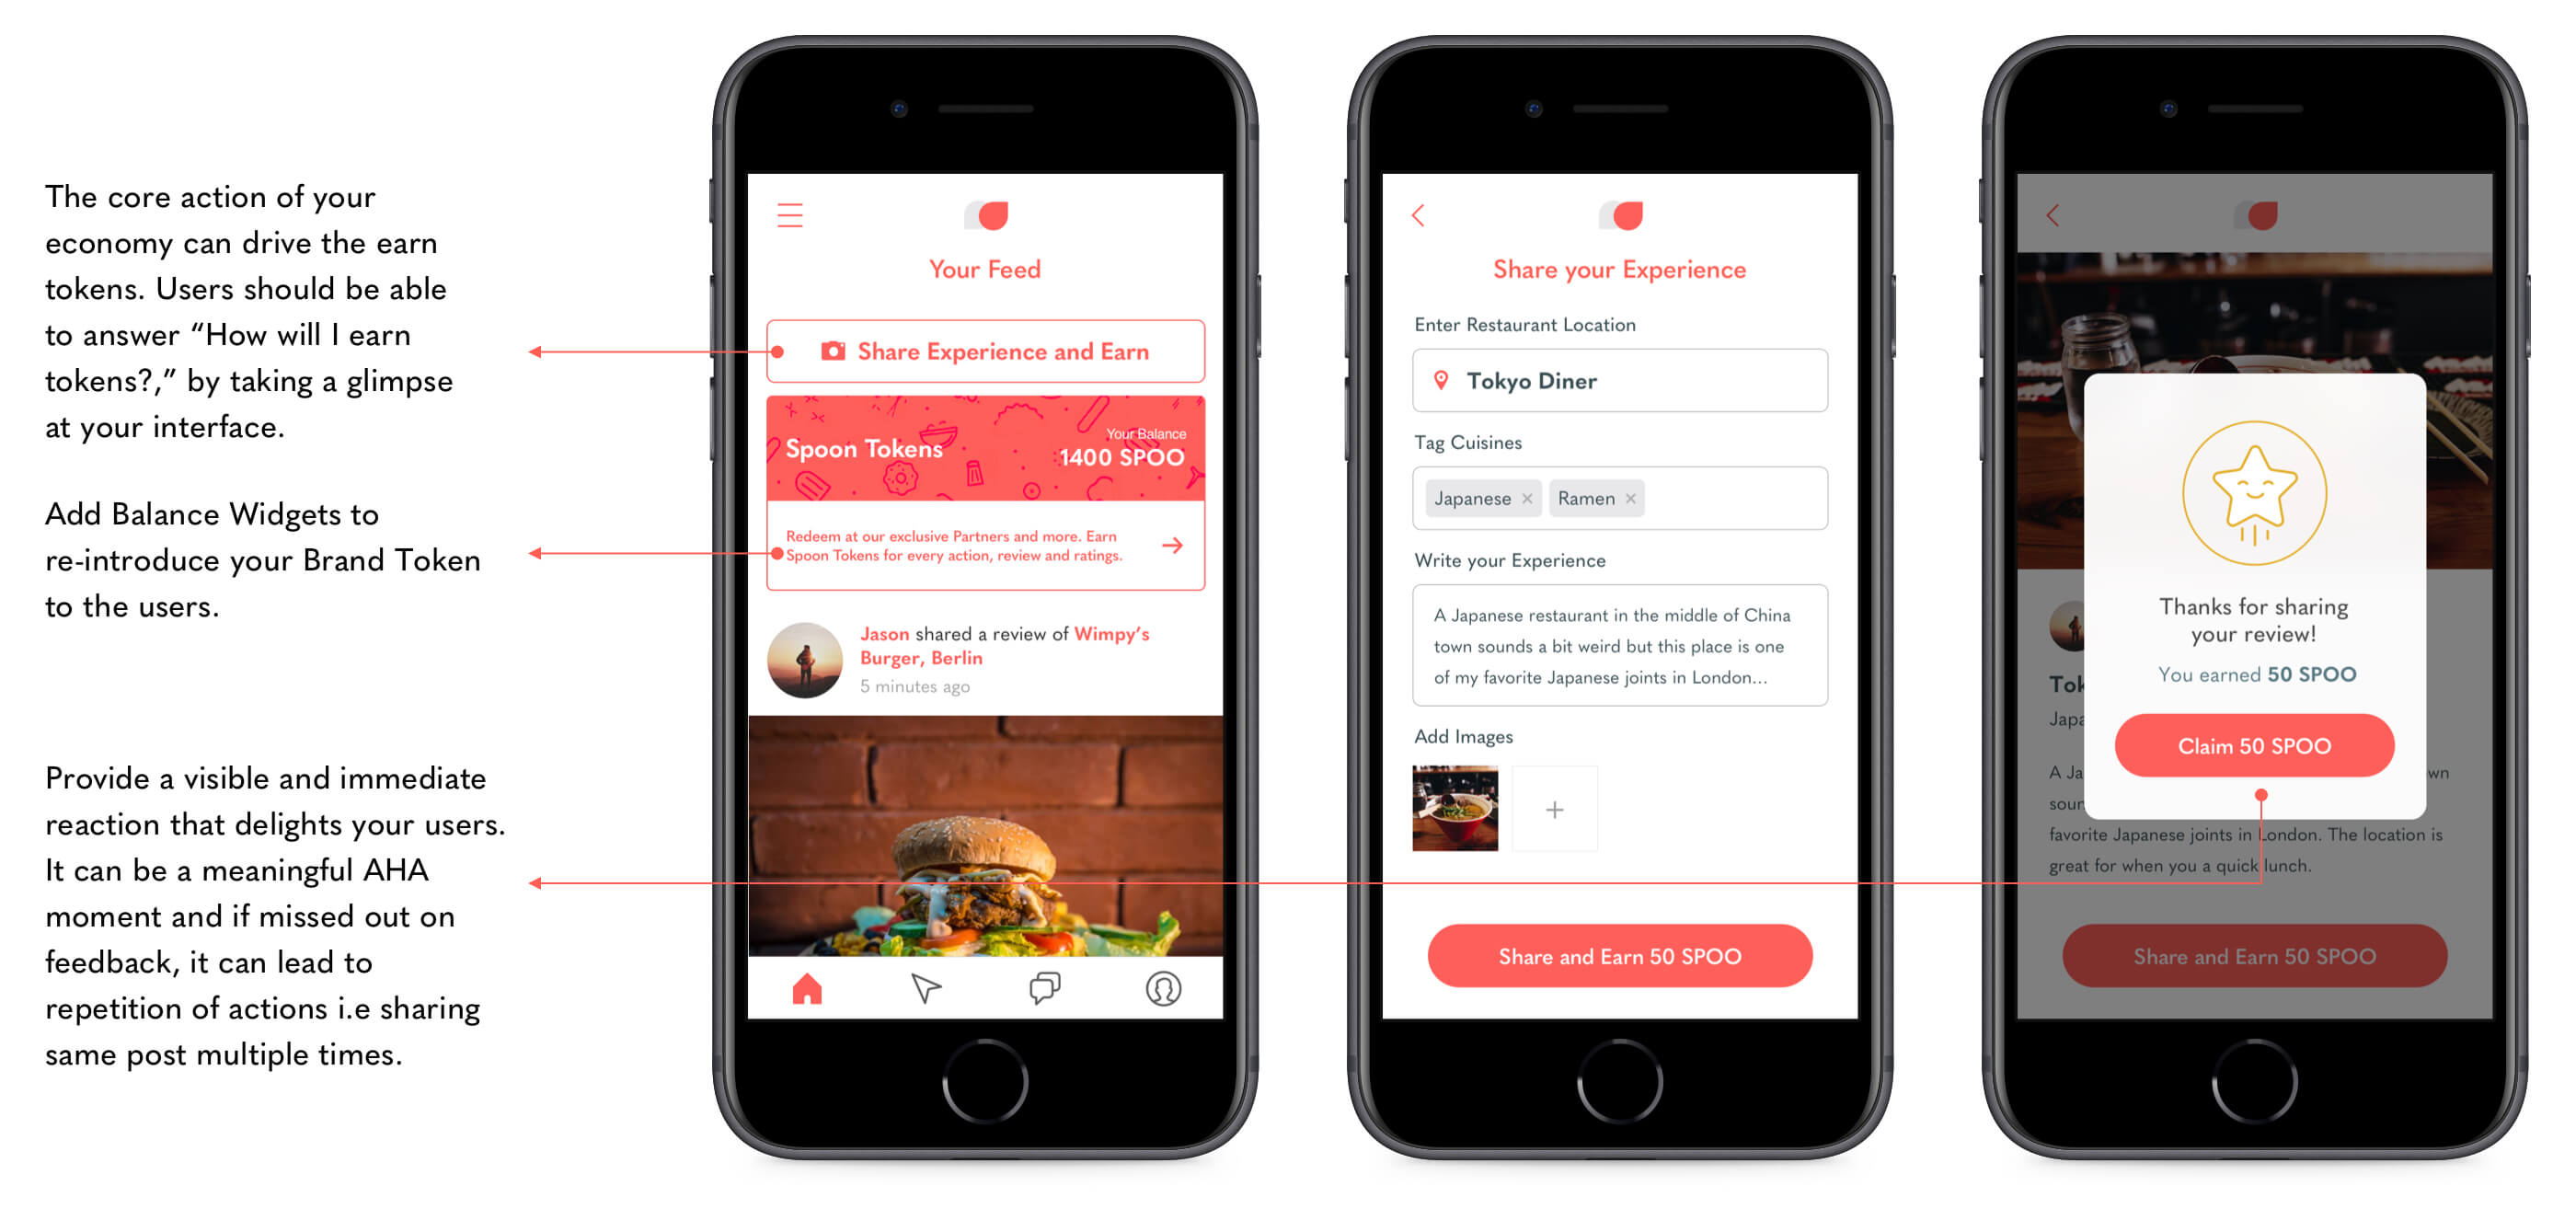 The core action of your
economy can drive the earn
tokens. Users should be able
to answer “How will I earn
tokens?,” by taking a glimpse
at your interface.
Add Balance Widgets to
re-introduce your Brand Token
to the users.
Provide a visible and immediate
reaction that delights your users.
It can be a meaningful AHA
moment and if missed out on
feedback, it can lead to
repetition of actions i.e sharing
same post multiple times.
Your Feed
Share Experience and Earn
Spoon Tokens
Your Balance
1400 SPOO
Redeem at our exclusive Partners and more. Earn
Spoon Tokens for every action, review and ratings.
Jason shared a review of Wimpy’s
Burger, Berlin
5 minutes ago
Share your Experience
Enter Restaurant Location
Tokyo Diner
Tag Cuisines
Japanese × Ramen ×
Write your Experience
A Japanese restaurant in the middle of China
town sounds a bit weird but this place is one
of my favorite Japanese joints in London...
Add Images
+
Share and Earn 50 SPOO
Thanks for sharing
your review!
You earned 50 SPOO
Claim 50 SPOO
favorite Japanese joints in London. The location is
great for when you a quick lunch.
Share and Earn 50 SPOO